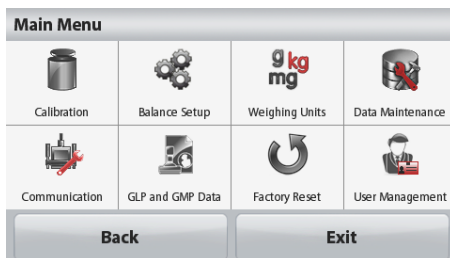 Main Menu
g kg
mg
Calibration
Balance Setup
Weighing Units
Data Maintenance
Communication
GLP and GMP Data
Factory Reset
User Management
Back
Exit